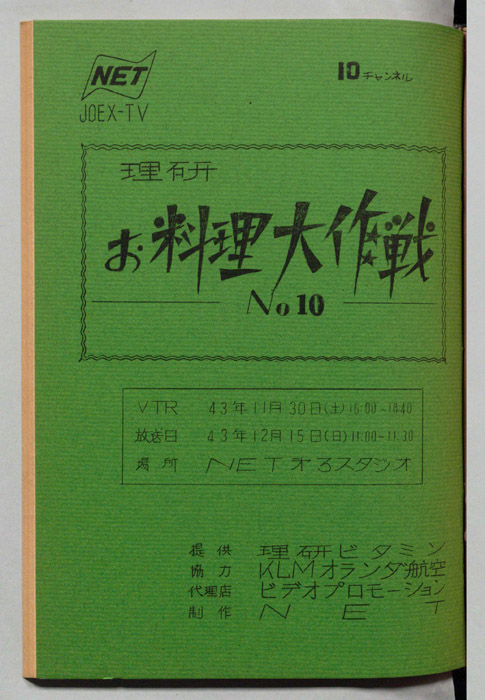 NET
10チャンネル
JOEX-TV
理研
お料理大作戦
No 10
VTR 43年11月30日(土)16:00-18:40
放送日 43年12月15日(日)11:00-11:30
場所 NETオ3スタジオ
提供 理研ビタミン
協力 KLMオランダ航空
代理店 ビデオプロモーション
制作 NET